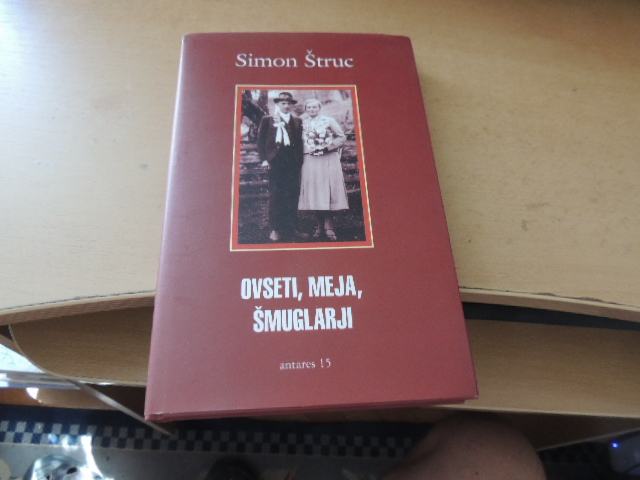 Simon Štruc
OVSETI, MEJA,
ŠMUGLARJI
antares 15